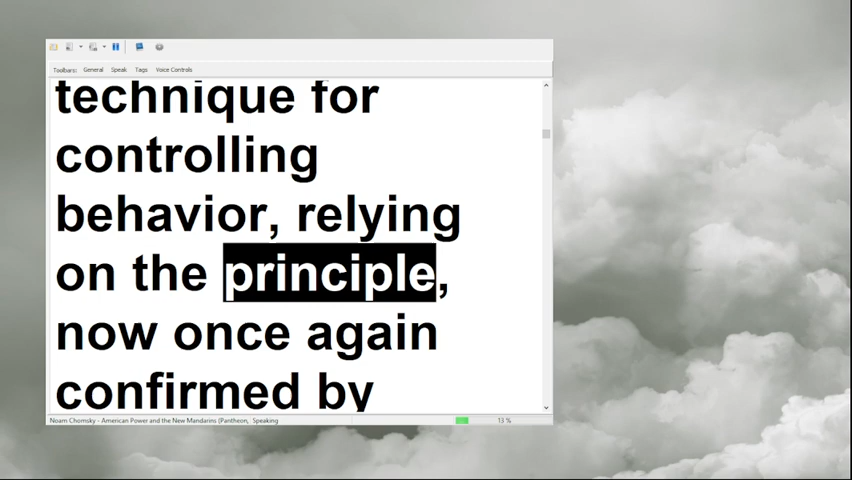 Toolbars: General Speak Tags Voice Controls
technique for
controlling
behavior, relying
on the principle,
now once again
confirmed by
Noam Chomsky - American Power and the New Mandarins (Pantheon, Speaking 13 %